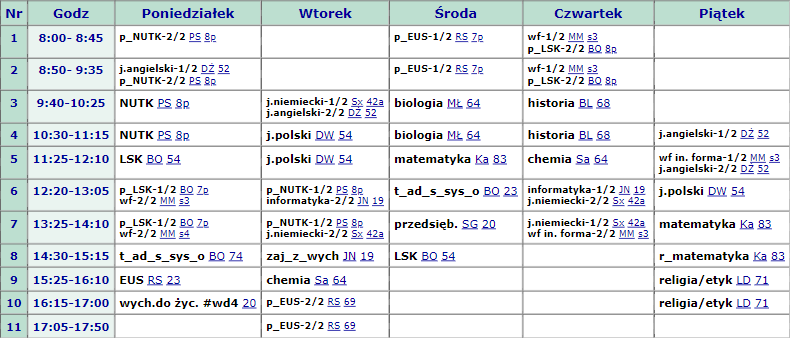 Nr Godz Poniedziałek Wtorek Środa Czwartek Piątek
1 8:00- 8:45 p_NUTK-2/2 PS 8p p_EUS-1/2 RS 7p wf-1/2 MM s3
p_LSK-2/2 BO 8p
2 8:50- 9:35 j.angielski-1/2 DŻ 52 p_EUS-1/2 RS 7p wf-1/2 MM s3
p_NUTK-2/2 PS 8p p_LSK-2/2 BO 8p
3 9:40-10:25 NUTK PS 8p j.niemiecki-1/2 Sx 42a biologia MŁ 64 historia BL 68
j.angielski-2/2 DŻ 52
4 10:30-11:15 NUTK PS 8p j.polski DW 54 biologia MŁ 64 historia BL 68 j.angielski-1/2 DŻ 52
5 11:25-12:10 LSK BO 54 j.polski DW 54 matematyka Ka 83 chemia Sa 64 wf in. forma-1/2 MM s3
j.angielski-2/2 DŻ 52
6 12:20-13:05 p_LSK-1/2 BO 7p p_NUTK-1/2 PS 8p t_ad_s_sys_o BO 23 informatyka-1/2 JN 19 j.polski DW 54
wf-2/2 MM s3 informatyka-2/2 JN 19 j.niemiecki-2/2 Sx 42a
7 13:25-14:10 p_LSK-1/2 BO 7p p_NUTK-1/2 PS 8p przedsięb. SG 20 j.niemiecki-1/2 Sx 42a matematyka Ka 83
wf-2/2 MM s4 j.niemiecki-2/2 Sx 42a wf in. forma-2/2 MM s3
8 14:30-15:15 t_ad_s_sys_o BO 74 zaj_z_wych JN 19 LSK BO 54 r_matematyka Ka 83
9 15:25-16:10 EUS RS 23 chemia Sa 64 religia/etyk LD 71
10 16:15-17:00 wych.do życ. #wd4 20 p_EUS-2/2 RS 69 religia/etyk LD 71
11 17:05-17:50 p_EUS-2/2 RS 69